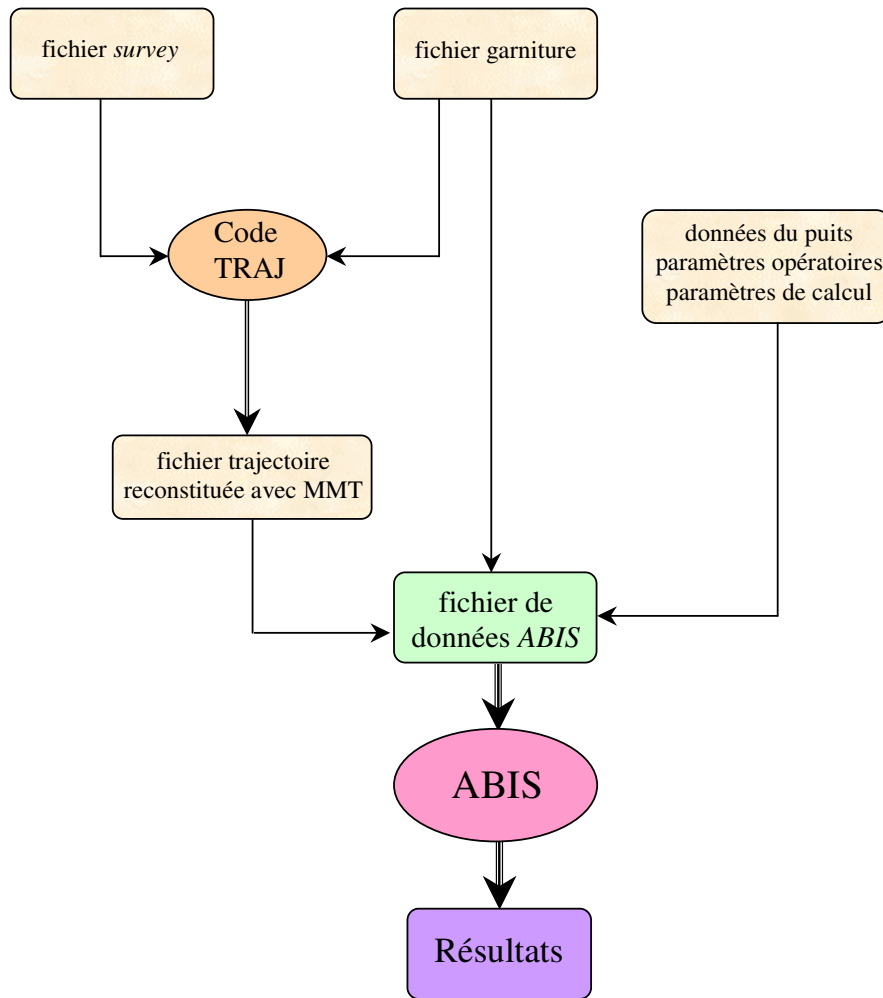 fichier survey
fichier garniture
Code
TRAJ
données du puits
paramètres opératoires
paramètres de calcul
fichier trajectoire
reconstituée avec MMT
fichier de
données ABIS
ABIS
Résultats